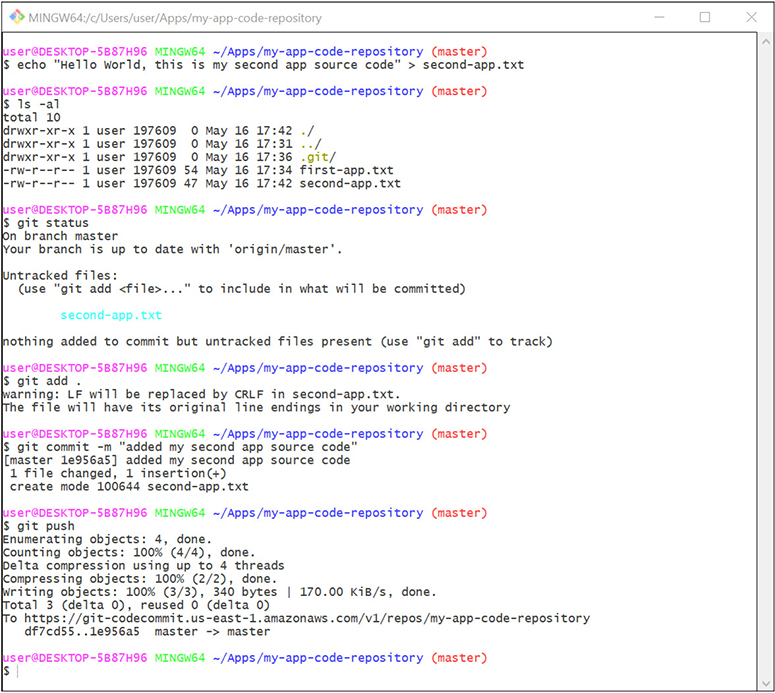 MINGW64:/c/Users/user/Apps/my-app-code-repository
user@DESKTOP-5B87H96 MINGW64 ~/Apps/my-app-code-repository (master)
$ echo "Hello World, this is my second app source code" > second-app.txt
user@DESKTOP-5B87H96 MINGW64 ~/Apps/my-app-code-repository (master)
$ ls -al
total 10
drwxr-xr-x 1 user 197609  0 May 16 17:42 ./
drwxr-xr-x 1 user 197609  0 May 16 17:31 ../
drwxr-xr-x 1 user 197609  0 May 16 17:36 .git/
-rw-r--r-- 1 user 197609 54 May 16 17:34 first-app.txt
-rw-r--r-- 1 user 197609 47 May 16 17:42 second-app.txt
user@DESKTOP-5B87H96 MINGW64 ~/Apps/my-app-code-repository (master)
$ git status
On branch master
Your branch is up to date with 'origin/master'.
Untracked files:
  (use "git add <file>..." to include in what will be committed)
        second-app.txt
nothing added to commit but untracked files present (use "git add" to track)
user@DESKTOP-5B87H96 MINGW64 ~/Apps/my-app-code-repository (master)
$ git add .
warning: LF will be replaced by CRLF in second-app.txt.
The file will have its original line endings in your working directory
user@DESKTOP-5B87H96 MINGW64 ~/Apps/my-app-code-repository (master)
$ git commit -m "added my second app source code"
[master 1e956a5] added my second app source code
 1 file changed, 1 insertion(+)
 create mode 100644 second-app.txt
user@DESKTOP-5B87H96 MINGW64 ~/Apps/my-app-code-repository (master)
$ git push
Enumerating objects: 4, done.
Counting objects: 100% (4/4), done.
Delta compression using up to 4 threads
Compressing objects: 100% (2/2), done.
Writing objects: 100% (3/3), 340 bytes | 170.00 KiB/s, done.
Total 3 (delta 0), reused 0 (delta 0)
To https://git-codecommit.us-east-1.amazonaws.com/v1/repos/my-app-code-repository
   df7cd55..1e956a5  master -> master
user@DESKTOP-5B87H96 MINGW64 ~/Apps/my-app-code-repository (master)
$